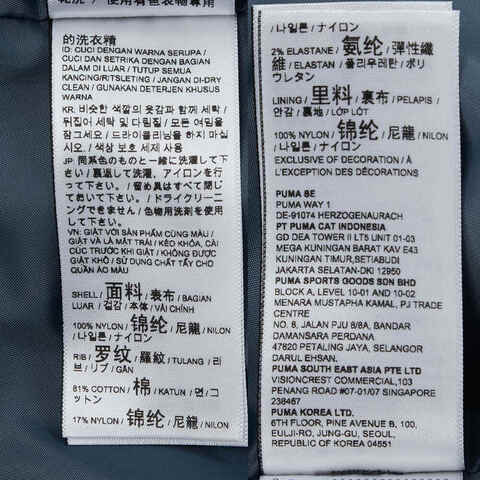 的洗衣精
ID: CUCI DENGAN WARNA SERUPA /
CUCI DAN SETRIKA DENGAN BAGIAN
DALAM DI LUAR / TUTUP SEMUA
KANCING/RITSLETING / JANGAN DI-DRY
CLEAN / GUNAKAN DETERJEN KHUSUS
WARNA
KR: 비슷한 색깔의 옷감과 함께 세탁 /
뒤집어 세탁 및 다림질 / 모든 여밈을
잠그세요 / 드라이클리닝을 하지 마십
시오. / 색상 보호 세제 사용
JP: 同系色のものと一緒に洗濯して下さ
い / 裏返して洗濯、アイロンを行
って下さい。/ 留め具はすべて閉じ
ておいて下さい / ドライクリーニ
ングできません / 色物用洗剤を使用
して下さい。
VN: GIẶT VỚI SẢN PHẨM CÙNG MÀU /
GIẶT VÀ LÀ MẶT TRÁI / KÉO KHÓA, CÀI
CÚC TRƯỚC KHI GIẶT / KHÔNG GIẶT
KHÔ / SỬ DỤNG CHẤT TẨY CHO
QUẦN ÁO MÀU
SHELL / 面料 / 表布 / BAGIAN
LUAR / 겉감 / 本体 / VẢI CHÍNH
100% NYLON / 锦纶 / 尼龍 / NILON
/ 나일론 / ナイロン
RIB / 罗纹 / 羅紋 / TULANG / 리
브 / リブ / GÂN
81% COTTON / 棉 / KATUN / 면 / コ
ットン
17% NYLON / 锦纶 / 尼龍 / NILON
/ 나일론 / ナイロン
2% ELASTANE / 氨纶 / 彈性纖
維 / ELASTAN / 폴리우레탄 / ポリ
ウレタン
LINING / 里料 / 裏布 / PELAPIS /
안감 / 裏地 / LỚP LÓT
100% NYLON / 锦纶 / 尼龍 / NILON
/ 나일론 / ナイロン
EXCLUSIVE OF DECORATION / À
L'EXCEPTION DES DÉCORATIONS
PUMA SE
PUMA WAY 1
DE-91074 HERZOGENAURACH
PT PUMA CAT INDONESIA
GD DEA TOWER II LT5 UNIT 01-03
MEGA KUNINGAN BARAT KAV E43
KUNINGAN TIMUR,SETIABUDI
JAKARTA SELATAN-DKI 12950
PUMA SPORTS GOODS SDN BHD
BLOCK B, LEVEL 10-01 AND 10-02
MENARA MUSTAPHA KAMAL, PJ TRADE
CENTRE
NO. 8, JALAN PJU 8/8A, BANDAR
DAMANSARA PERDANA
47820 PETALING JAYA, SELANGOR
DARUL EHSAN.
PUMA SOUTH EAST ASIA PTE LTD
VISIONCREST COMMERCIAL,103
PENANG ROAD #07-01/07 SINGAPORE
238467
PUMA KOREA LTD.
6TH FLOOR, PINE AVENUE B, 100,
EULJI-RO, JUNG-GU, SEOUL,
REPUBLIC OF KOREA 04551